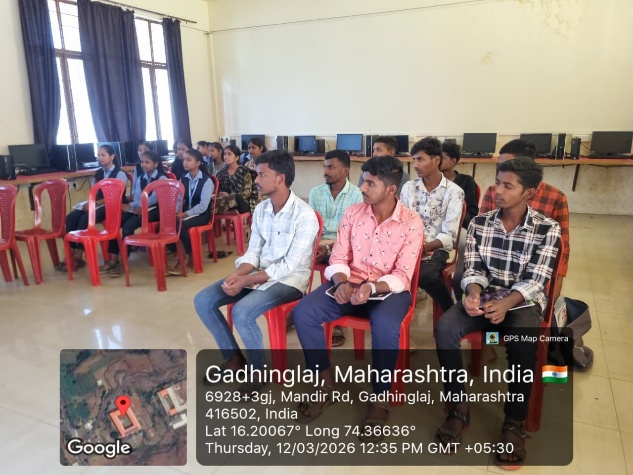 GPS Map Camera
Gadhinglaj, Maharashtra, India
6928+3gj, Mandir Rd, Gadhinglaj, Maharashtra
416502, India
Lat 16.20067° Long 74.36636°
Thursday, 12/03/2026 12:35 PM GMT +05:30
Google